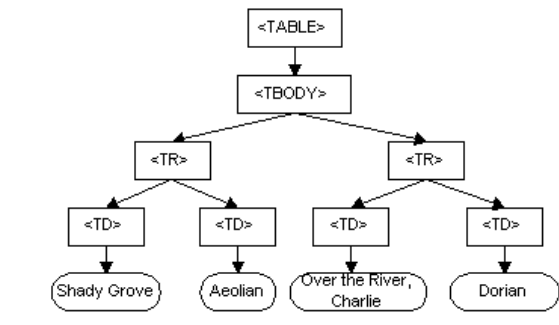 <TABLE>
<TBODY>
<TR>
<TR>
<TD>
<TD>
<TD>
<TD>
Shady Grove
Aeolian
Over the River,
Charlie
Dorian